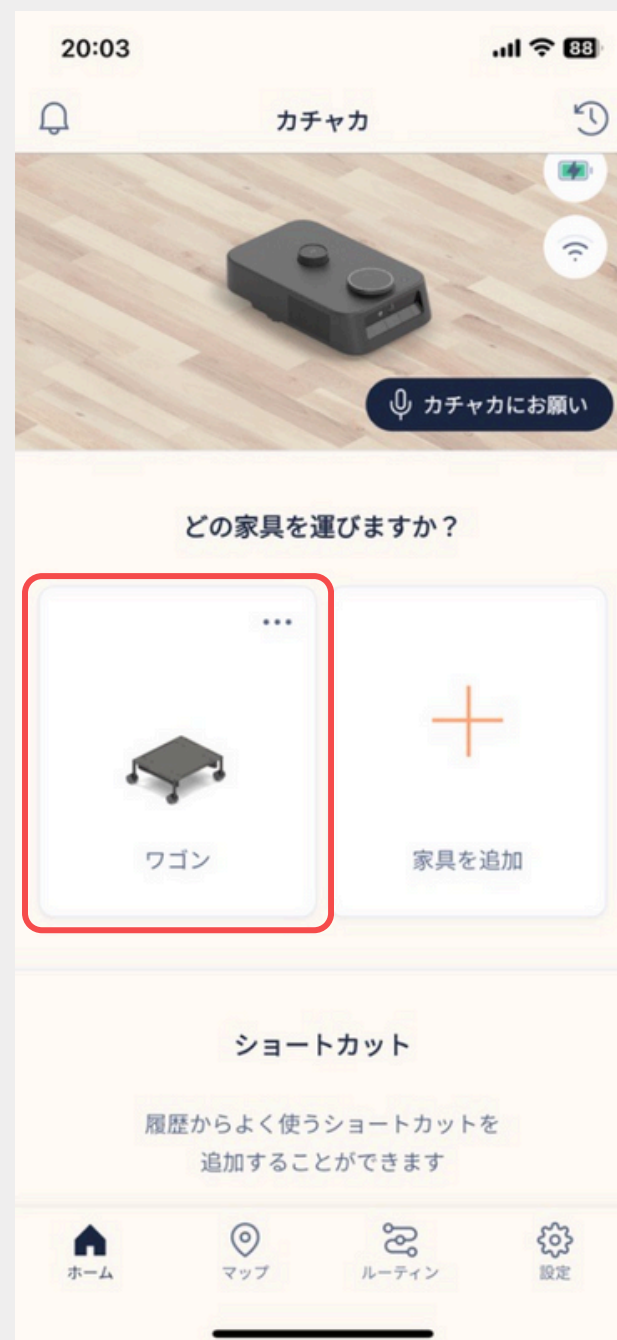 20:03
88
カチャカ
カチャカにお願い
どの家具を運びますか？
ワゴン
家具を追加
ショートカット
履歴からよく使うショートカットを
追加することができます
ホーム
マップ
ルーティン
設定